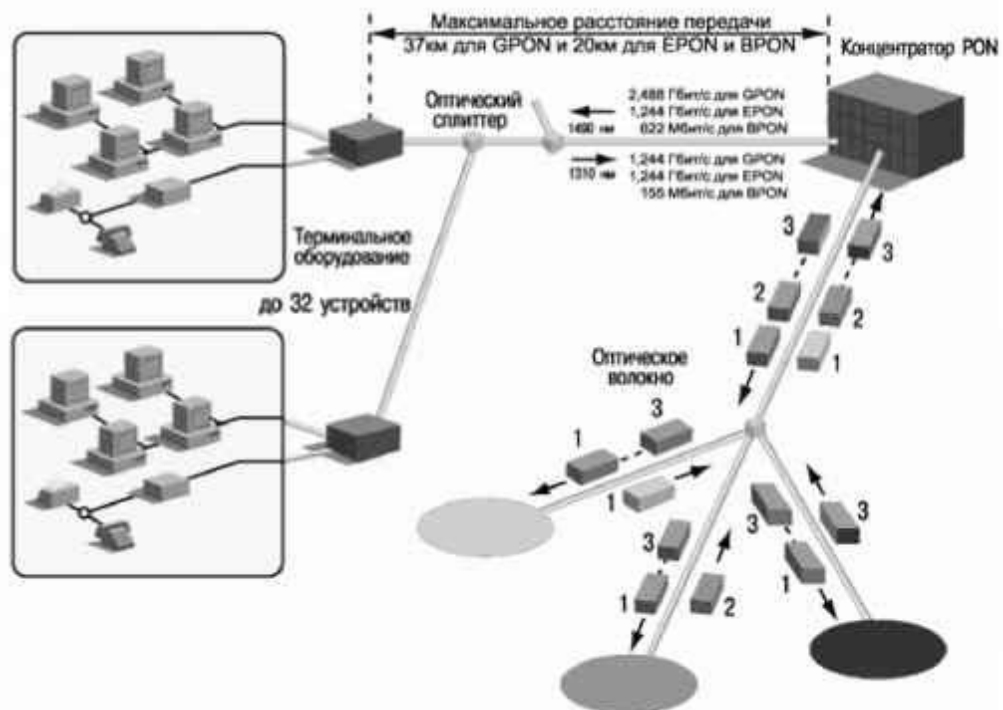 Максимальное расстояние передачи
37км для GPON и 20км для EPON и BPON
Концентратор PON
Оптический
сплиттер
2,488 Гбит/с для GPON
1,244 Гбит/с для EPON
1490 нм
622 Мбит/с для BPON
1310 нм
1,244 Гбит/с для GPON
1,244 Гбит/с для EPON
155 Мбит/с для BPON
Терминальное
оборудование
до 32 устройств
3
3
2
2
1
1
Оптическое
волокно
3
1
1
3
3
3
1
2
1